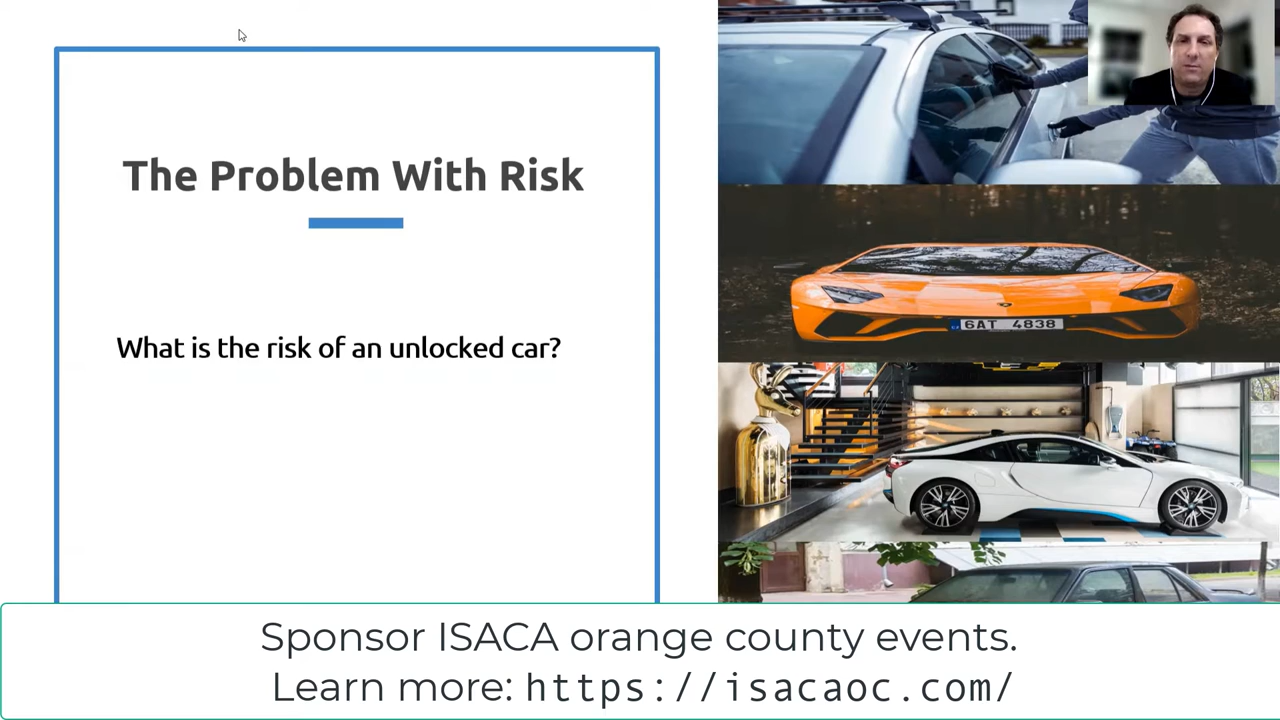 The Problem With Risk
What is the risk of an unlocked car?
6AT 4838
Sponsor ISACA orange county events.
Learn more: https://isacaoc.com/